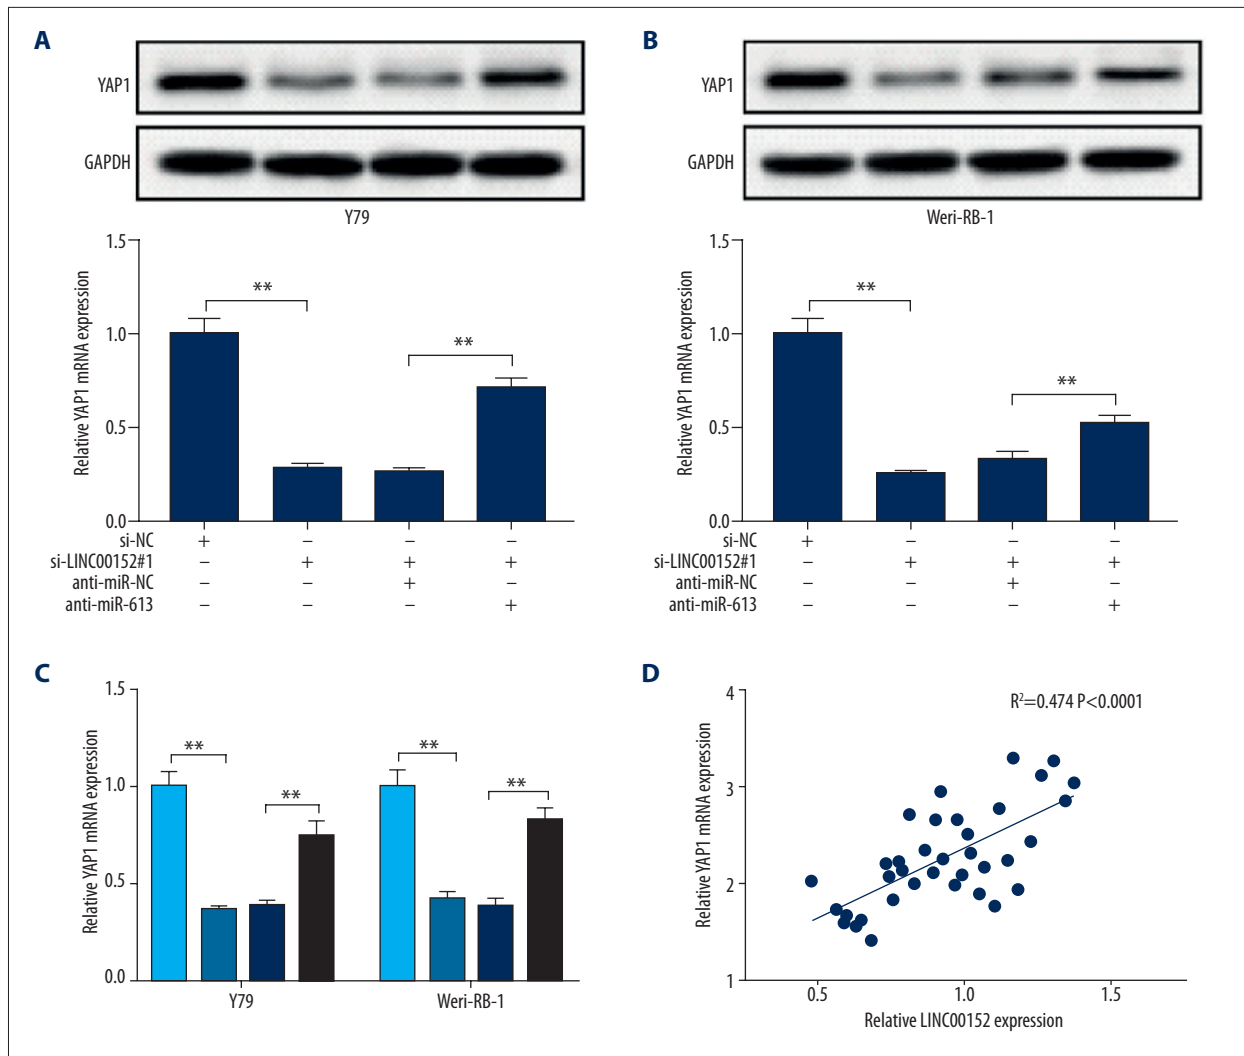 A
YAP1
GAPDH
Y79
1.5
1.0
0.5
0.0
Relative YAP1 mRNA expression
**
**
si-NC + – – –
si-LINC00152#1 – + + +
anti-miR-NC – – + –
anti-miR-613 – – – +
B
YAP1
GAPDH
Weri-RB-1
1.5
1.0
0.5
0.0
Relative YAP1 mRNA expression
**
**
si-NC + – – –
si-LINC00152#1 – + + +
anti-miR-NC – – + –
anti-miR-613 – – – +
C
1.5
1.0
0.5
0.0
Relative YAP1 mRNA expression
**
**
**
**
Y79 Weri-RB-1
D
4
3
2
1
Relative YAP1 mRNA expression
R²=0.474 P<0.0001
0.5 1.0 1.5
Relative LINC00152 expression